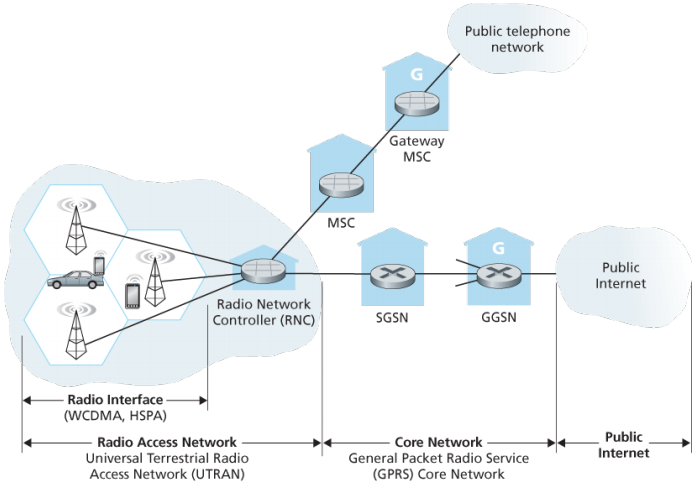 Public telephone
network
G
Gateway
MSC
MSC
G
Public
Internet
Radio Network
Controller (RNC)
SGSN
GGSN
Radio Interface
(WCDMA, HSPA)
Radio Access Network
Universal Terrestrial Radio
Access Network (UTRAN)
Core Network
General Packet Radio Service
(GPRS) Core Network
Public
Internet